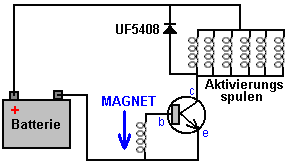 UF5408
c
Aktivierungs
spulen
MAGNET
b
e
+
Batterie